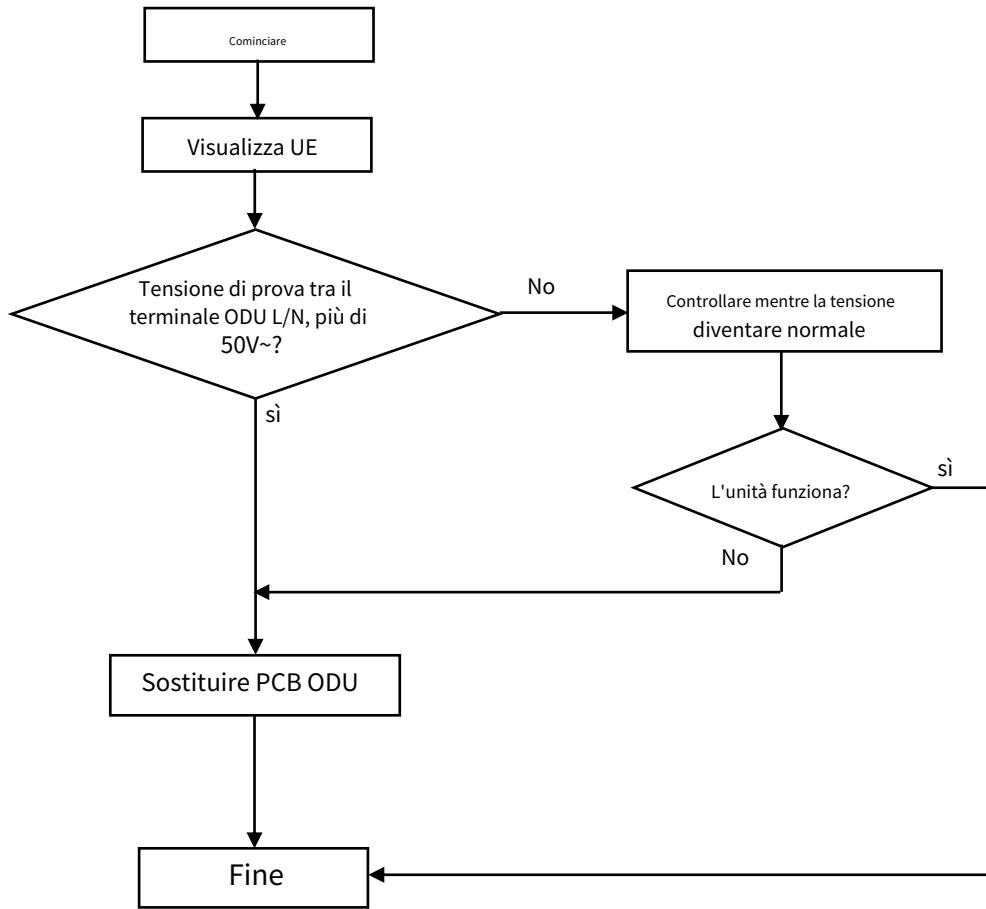 Cominciare
Visualizza UE
Tensione di prova tra il
terminale ODU L/N, più di
50V~?
No
Controllare mentre la tensione
diventare normale
sì
L'unità funziona?
sì
No
Sostituire PCB ODU
Fine